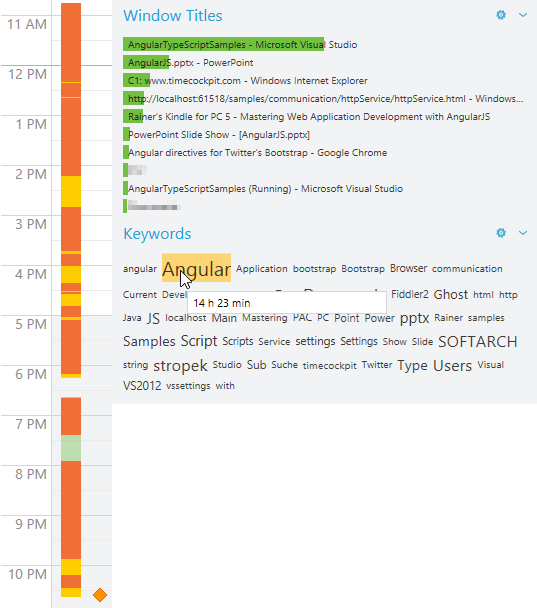 11 AM
12 PM
1 PM
2 PM
3 PM
4 PM
5 PM
6 PM
7 PM
8 PM
9 PM
10 PM
Window Titles
AngularTypeScriptSamples - Microsoft Visual Studio
AngularJS.pptx - PowerPoint
C1: www.timecockpit.com - Windows Internet Explorer
http://localhost:61518/samples/communication/httpService/httpService.html - Windows...
Rainer's Kindle for PC 5 - Mastering Web Application Development with AngularJS
PowerPoint Slide Show - [AngularJS.pptx]
Angular directives for Twitter's Bootstrap - Google Chrome
AngularTypeScriptSamples (Running) - Microsoft Visual Studio
Keywords
angular Angular Application bootstrap Bootstrap Browser communication
Current Fiddler2 Ghost html http
14 h 23 min
Java JS localhost Main Mastering PAC PC Point Power pptx Rainer samples
Samples Script Scripts Service settings Settings Show Slide SOFTARCH
string stropek Studio Sub Suche timecockpit Twitter Type Users Visual
VS2012 vssettings with